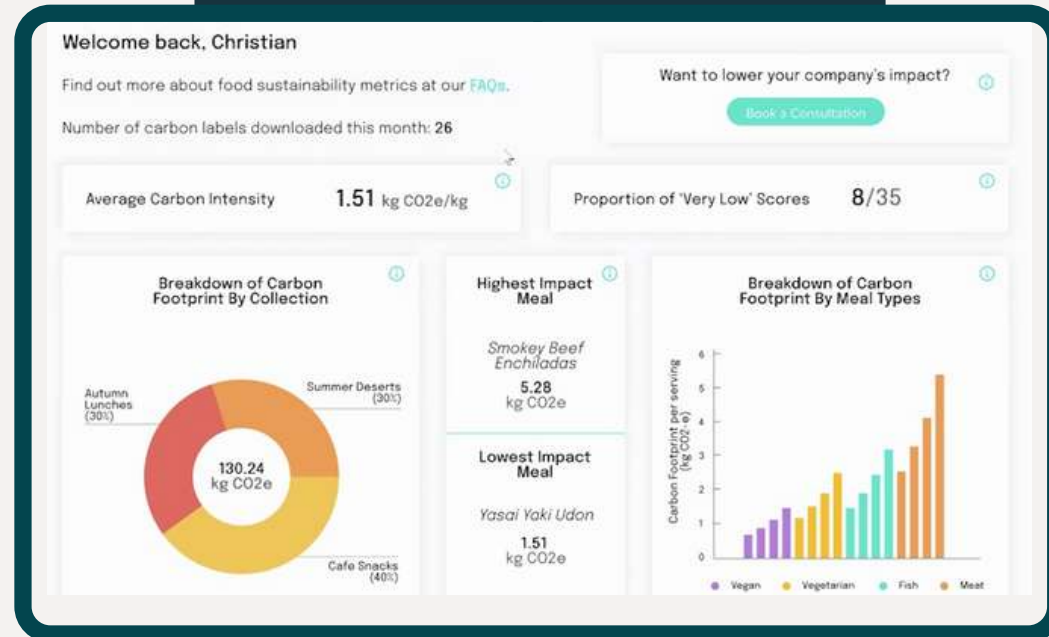 Welcome back, Christian
Find out more about food sustainability metrics at our FAQs.
Number of carbon labels downloaded this month: 26
Want to lower your company's impact?
Book a Consultation
Average Carbon Intensity 1.51 kg CO2e/kg
Proportion of 'Very Low' Scores 8/35
Breakdown of Carbon
Footprint By Collection
Autumn
Lunches
(30%)
Summer Deserts
(30%)
130.24
kg CO2e
Cafe Snacks
(40%)
Highest Impact
Meal
Smokey Beef
Enchiladas
5.28
kg CO2e
Lowest Impact
Meal
Yasai Yaki Udon
1.51
kg CO2e
Breakdown of Carbon
Footprint By Meal Types
Carbon Footprint per serving
(kg CO2-e)
6
5
4
3
2
1
0
Vegan Vegetarian Fish Meat